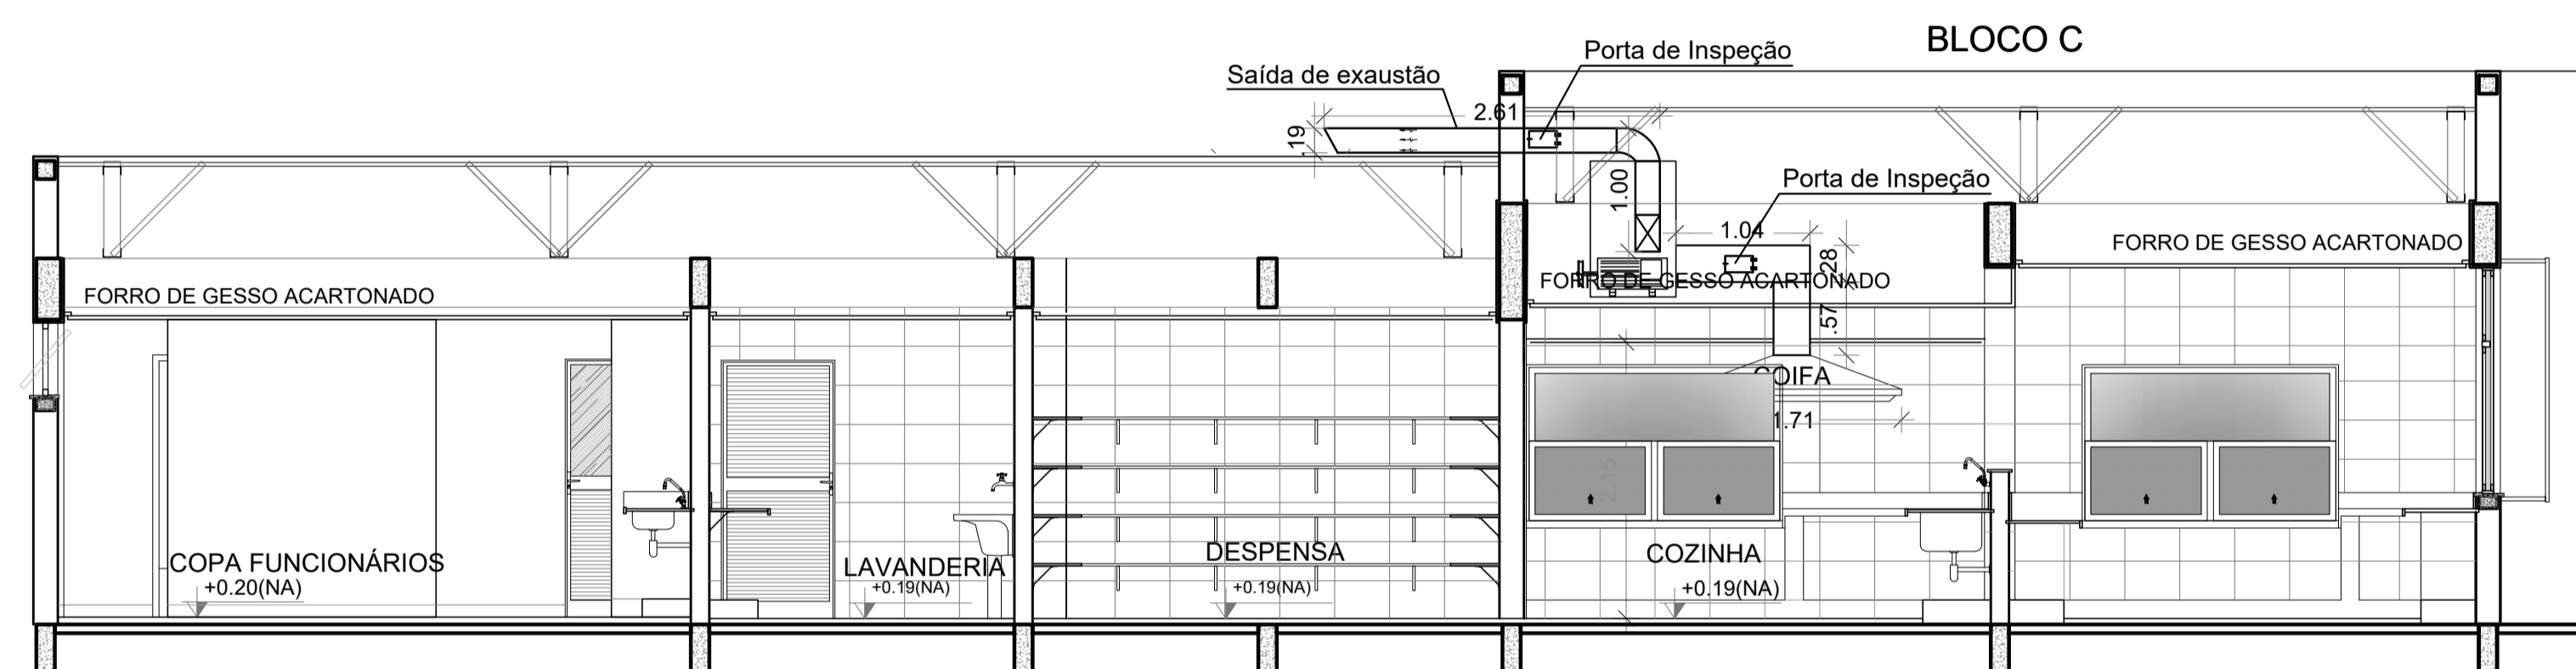 BLOCO C
Porta de Inspeção
Saída de exaustão
2.61
.19
1.00
Porta de Inspeção
1.04
.28
FORRO DE GESSO ACARTONADO
FORRO DE GESSO ACARTONADO
FORRO DE GESSO ACARTONADO
.57
COIFA
1.71
2.15
COPA FUNCIONÁRIOS
+0.20(NA)
LAVANDERIA
+0.19(NA)
DESPENSA
+0.19(NA)
COZINHA
+0.19(NA)